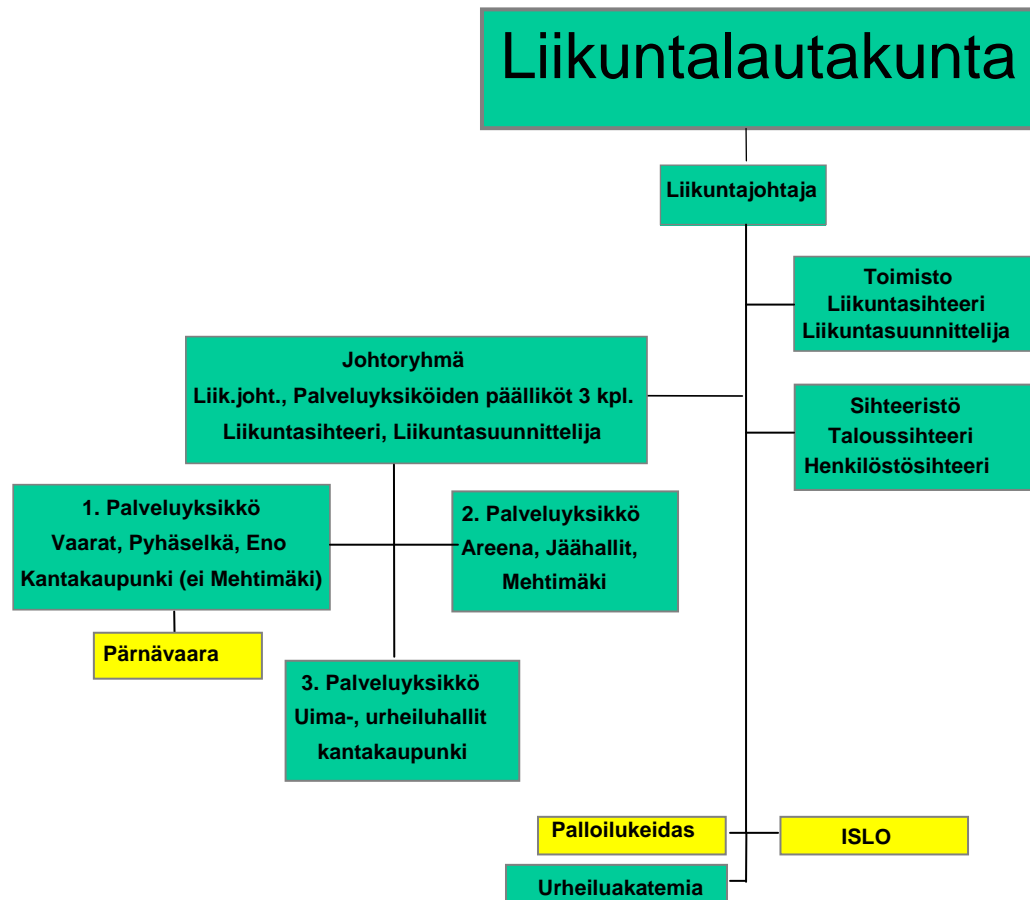 Liikuntalautakunta
Liikuntajohtaja
Toimisto
Liikuntasihteeri
Liikuntasuunnittelija
Johtoryhmä
Liik.joht., Palveluyksiköiden päälliköt 3 kpl.
Liikuntasihteeri, Liikuntasuunnittelija
Sihteeristö
Taloussihteeri
Henkilöstösihteeri
1. Palveluyksikkö
Vaarat, Pyhäselkä, Eno
Kantakaupunki (ei Mehtimäki)
2. Palveluyksikkö
Areena, Jäähallit,
Mehtimäki
Pärnävaara
3. Palveluyksikkö
Uima-, urheiluhallit
kantakaupunki
Palloilukeidas
ISLO
Urheiluakatemia